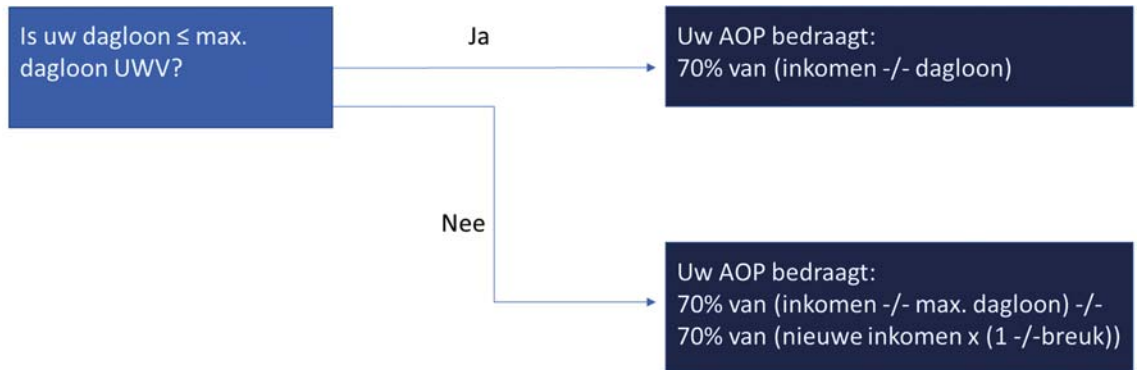 Is uw dagloon ≤ max.
dagloon UWV?
Ja
Uw AOP bedraagt:
70% van (inkomen -/- dagloon)
Nee
Uw AOP bedraagt:
70% van (inkomen -/- max. dagloon) -/-
70% van (nieuwe inkomen x (1 -/-breuk))